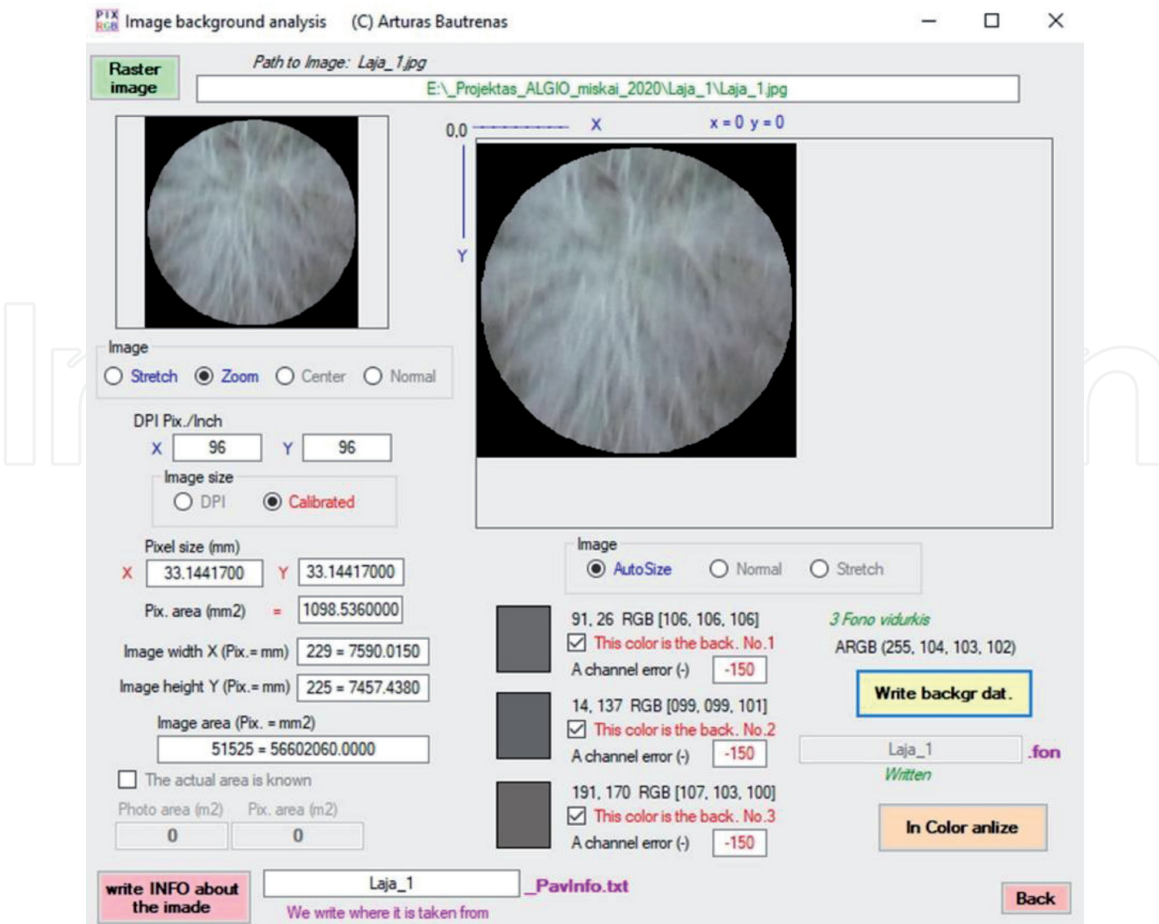 PIX RGB Image background analysis (C) Arturas Bautrenas
Raster image
Path to Image: Laja_1.jpg
E:\_Projektas_ALGIO_miskai_2020\Laja_1\Laja_1.jpg
0,0 X x = 0 y = 0
Y
Image
Stretch Zoom Center Normal
DPI Pix./Inch
X 96 Y 96
Image size
DPI Calibrated
Pixel size (mm)
X 33.1441700 Y 33.14417000
Pix. area (mm2) = 1098.5360000
Image width X (Pix.= mm) 229 = 7590.0150
Image height Y (Pix.= mm) 225 = 7457.4380
Image area (Pix. = mm2)
51525 = 56602060.0000
The actual area is known
Photo area (m2) Pix. area (m2)
0 0
write INFO about the imade
Laja_1 _PavInfo.txt
We write where it is taken from
Image
AutoSize Normal Stretch
91, 26 RGB [106, 106, 106]
This color is the back. No.1
A channel error (-) -150
14, 137 RGB [099, 099, 101]
This color is the back. No.2
A channel error (-) -150
191, 170 RGB [107, 103, 100]
This color is the back. No.3
A channel error (-) -150
3 Fono vidurkis
ARGB (255, 104, 103, 102)
Write backgr dat.
Laja_1 .fon
Written
In Color anlize
Back